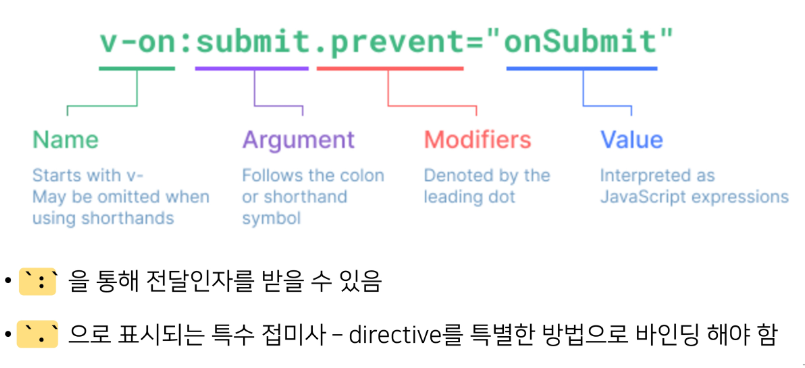 v-on:submit.prevent="onSubmit"
Name Argument Modifiers Value
Starts with v- Follows the colon Denoted by the Interpreted as
May be omitted when or shorthand leading dot JavaScript expressions
using shorthands symbol
• `:` 을 통해 전달인자를 받을 수 있음
• `.` 으로 표시되는 특수 접미사 – directive를 특별한 방법으로 바인딩 해야 함